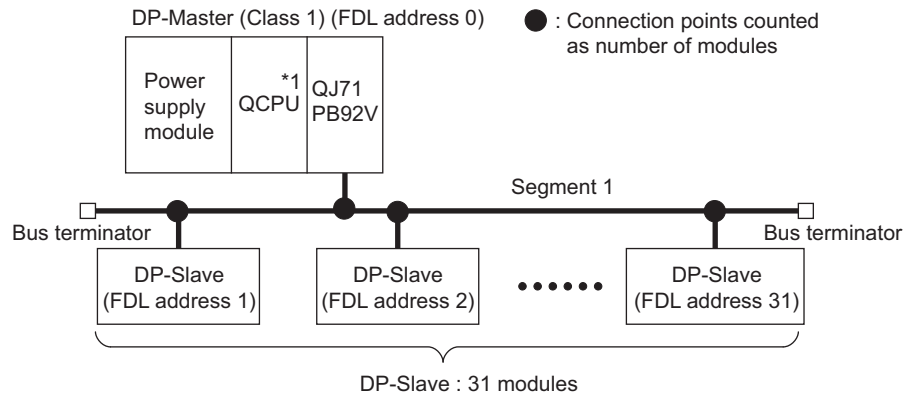 DP-Master (Class 1) (FDL address 0)
● : Connection points counted
as number of modules
Power
supply
module
*1
QCPU
QJ71
PB92V
Segment 1
Bus terminator
Bus terminator
DP-Slave
(FDL address 1)
DP-Slave
(FDL address 2)
••••••
DP-Slave
(FDL address 31)
DP-Slave : 31 modules